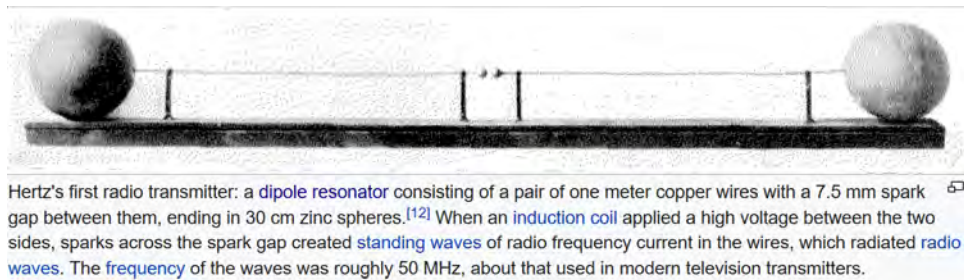 Hertz's first radio transmitter: a dipole resonator consisting of a pair of one meter copper wires with a 7.5 mm spark
gap between them, ending in 30 cm zinc spheres.[12] When an induction coil applied a high voltage between the two
sides, sparks across the spark gap created standing waves of radio frequency current in the wires, which radiated radio
waves. The frequency of the waves was roughly 50 MHz, about that used in modern television transmitters.